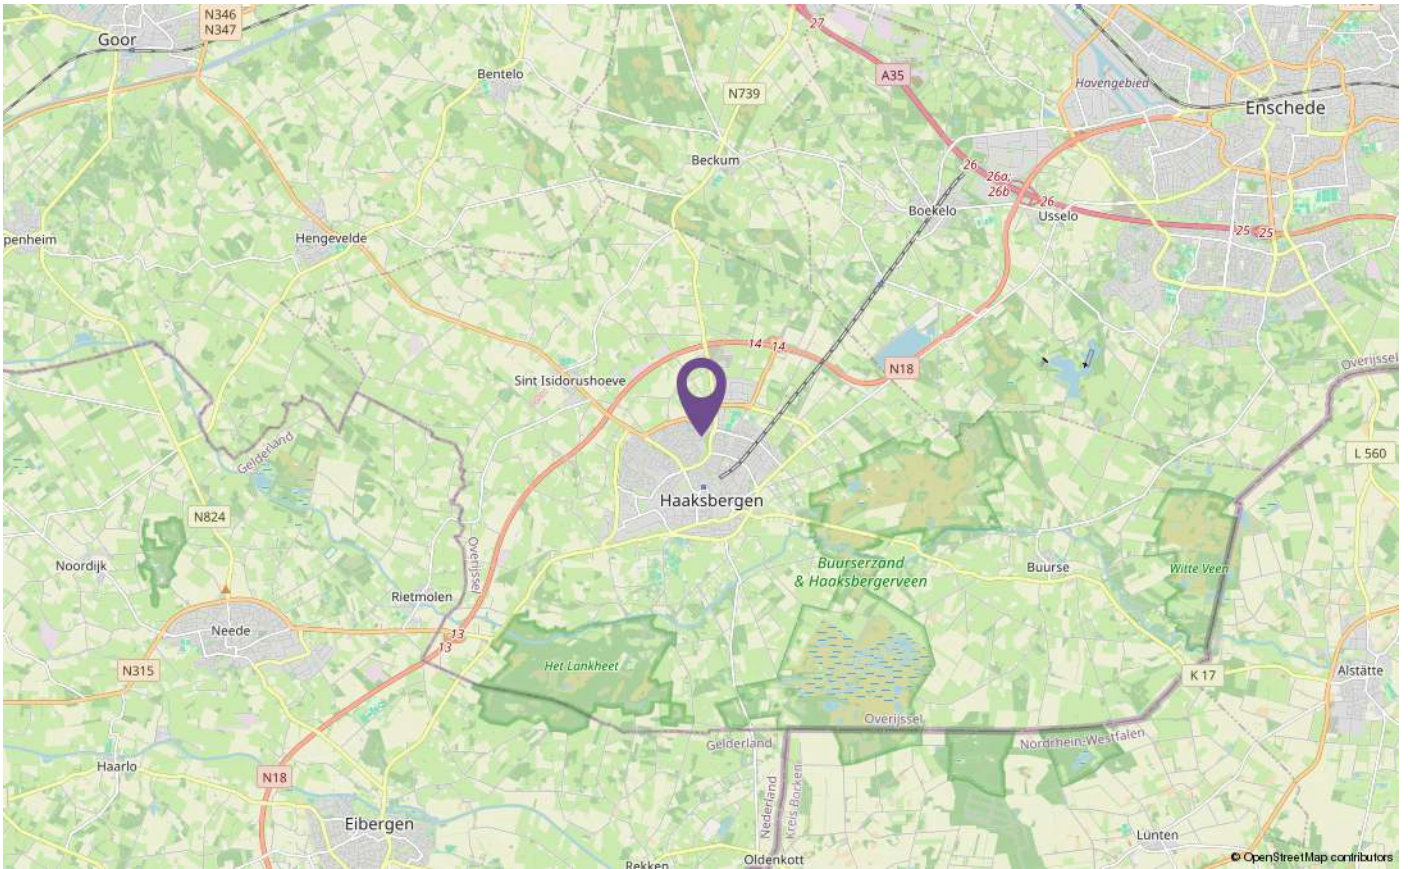 N346
N347
Goor
27
Bentelo
A35
Havengebied
N739
Enschede
Beckum
26
26a;
26b
26
Boekelo
Usselo
25
25
penheim
Hengevelde
14
14
N18
Overijssel
Sint Isidorushoeve
Gelderland
L 560
Haaksbergen
N824
Overijssel
Noordijk
Buurserzand
& Haaksbergerveen
Buurse
Witte Veen
Rietmolen
Neede
13
13
Het Lankheet
N315
K 17
Alstätte
Overijssel
Gelderland
Nordrhein-Westfalen
Haarlo
N18
Nederland
Kreis Borken
Eibergen
Lünten
Rekken
Oldenkott
© OpenStreetMap contributors